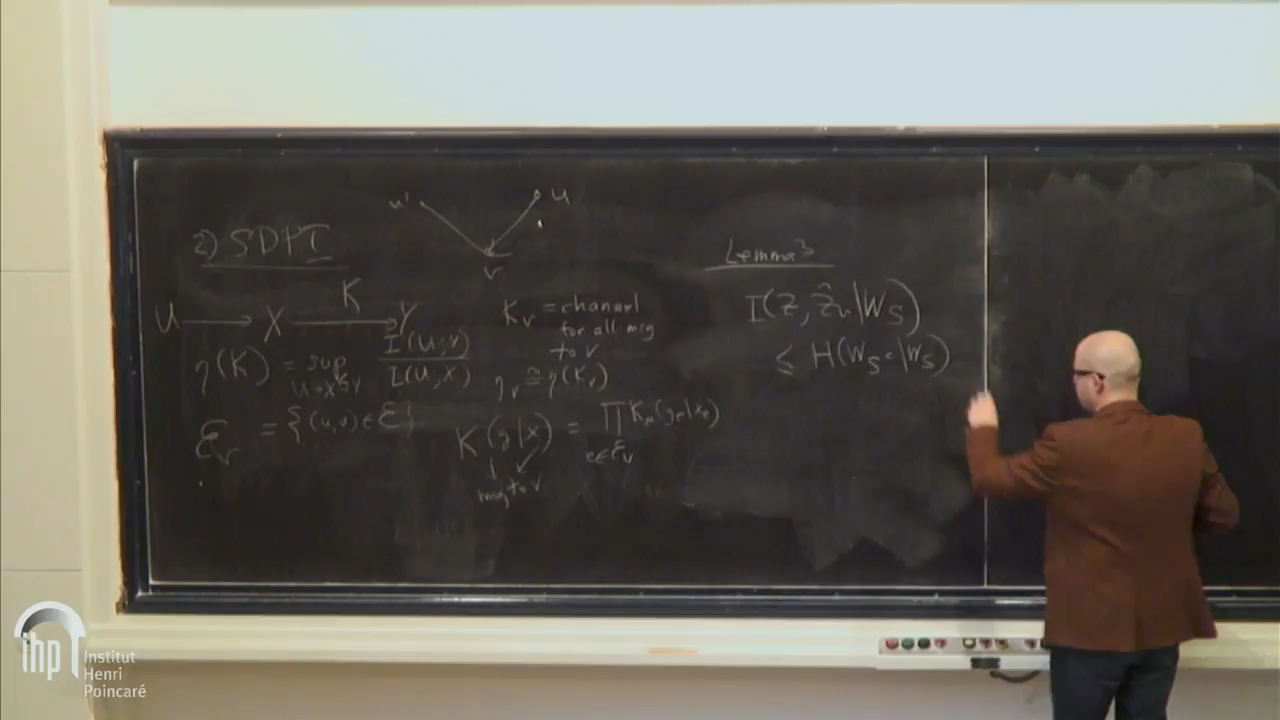 2) SDPI
u'
u
v
U → X → Y
K
η(K) = sup I(U;Y) / I(U;X)
U→X→Y
ℰ_v = {(u,v) ∈ ℰ}
K_v = channel
for all msg
to v
η_v ≅ η(K_v)
K(y|x) = ∏ K_e(y_e|x_e)
e∈ℰ_v
msg to v
Lemma 3
I(Z, Ẑ_v|W_S)
≤ H(W_{S^c}|W_S)
ihp
Institut
Henri
Poincaré